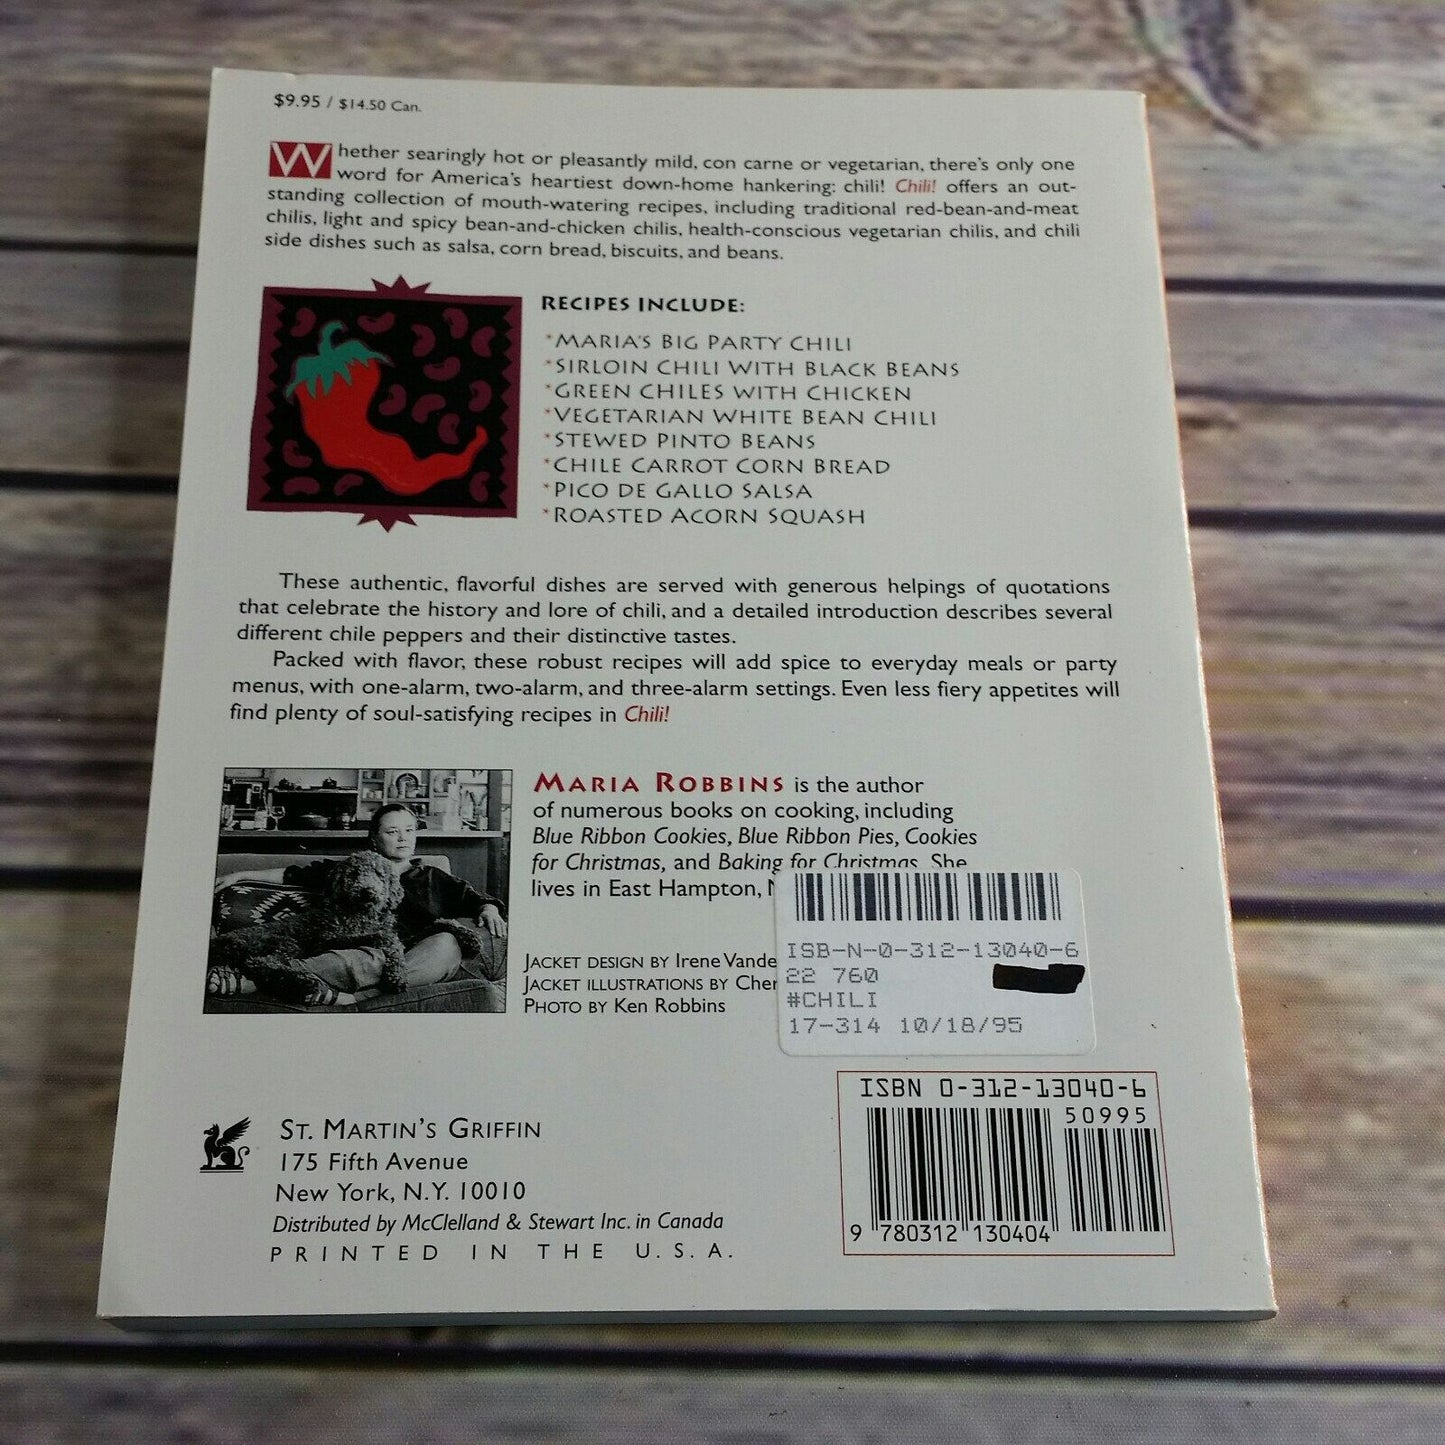 $9.95 / $14.50 Can.
Whether searingly hot or pleasantly mild, con carne or vegetarian, there's only one
word for America's heartiest down-home hankering: chili! Chili! offers an out-
standing collection of mouth-watering recipes, including traditional red-bean-and-meat
chilis, light and spicy bean-and-chicken chilis, health-conscious vegetarian chilis, and chili
side dishes such as salsa, corn bread, biscuits, and beans.
RECIPES INCLUDE:
*MARIA'S BIG PARTY CHILI
*SIRLOIN CHILI WITH BLACK BEANS
*GREEN CHILES WITH CHICKEN
*VEGETARIAN WHITE BEAN CHILI
*STEWED PINTO BEANS
*CHILE CARROT CORN BREAD
*PICO DE GALLO SALSA
*ROASTED ACORN SQUASH
These authentic, flavorful dishes are served with generous helpings of quotations
that celebrate the history and lore of chili, and a detailed introduction describes several
different chile peppers and their distinctive tastes.
Packed with flavor, these robust recipes will add spice to everyday meals or party
menus, with one-alarm, two-alarm, and three-alarm settings. Even less fiery appetites will
find plenty of soul-satisfying recipes in Chili!
MARIA ROBBINS is the author
of numerous books on cooking, including
Blue Ribbon Cookies, Blue Ribbon Pies, Cookies
for Christmas, and Baking for Christmas. She
lives in East Hampton,
JACKET DESIGN BY Irene Vande
JACKET ILLUSTRATIONS BY Cher
PHOTO BY Ken Robbins
ISB-N-0-312-13040-6
22 760
#CHILI
17-314 10/18/95
ISBN 0-312-13040-6
50995
9 780312 130404
ST. MARTIN'S GRIFFIN
175 Fifth Avenue
New York, N.Y. 10010
Distributed by McClelland & Stewart Inc. in Canada
PRINTED IN THE U.S.A.